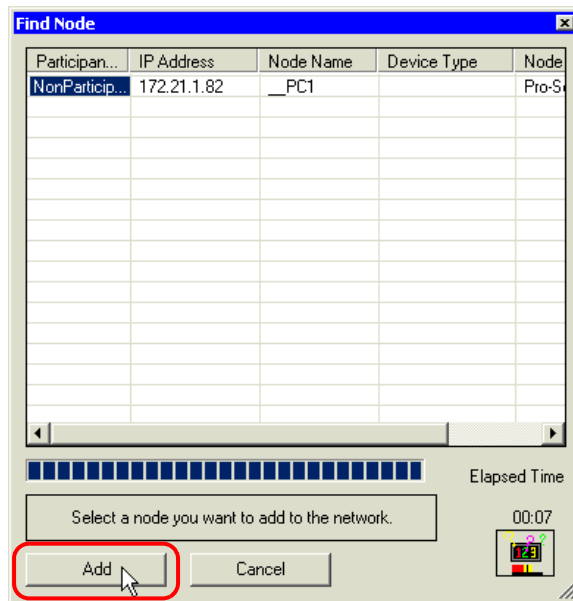 Find Node
Participan... IP Address Node Name Device Type Node
NonParticip... 172.21.1.82 __PC1 Pro-S
Elapsed Time
Select a node you want to add to the network. 00:07
123
Add Cancel